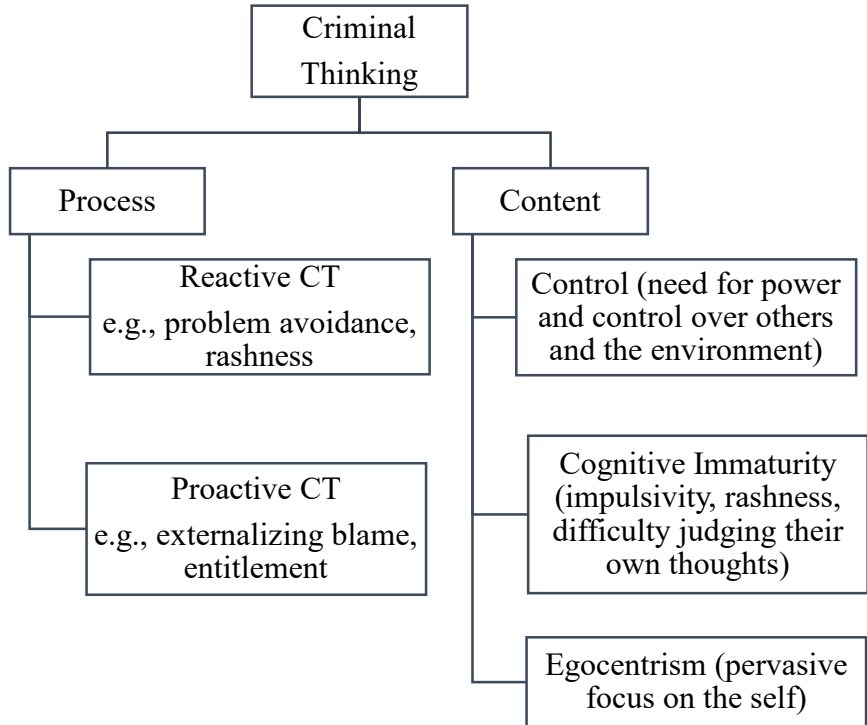 Criminal
Thinking
Process
Content
Reactive CT
e.g., problem avoidance,
rashness
Proactive CT
e.g., externalizing blame,
entitlement
Control (need for power
and control over others
and the environment)
Cognitive Immaturity
(impulsivity, rashness,
difficulty judging their
own thoughts)
Egocentrism (pervasive
focus on the self)